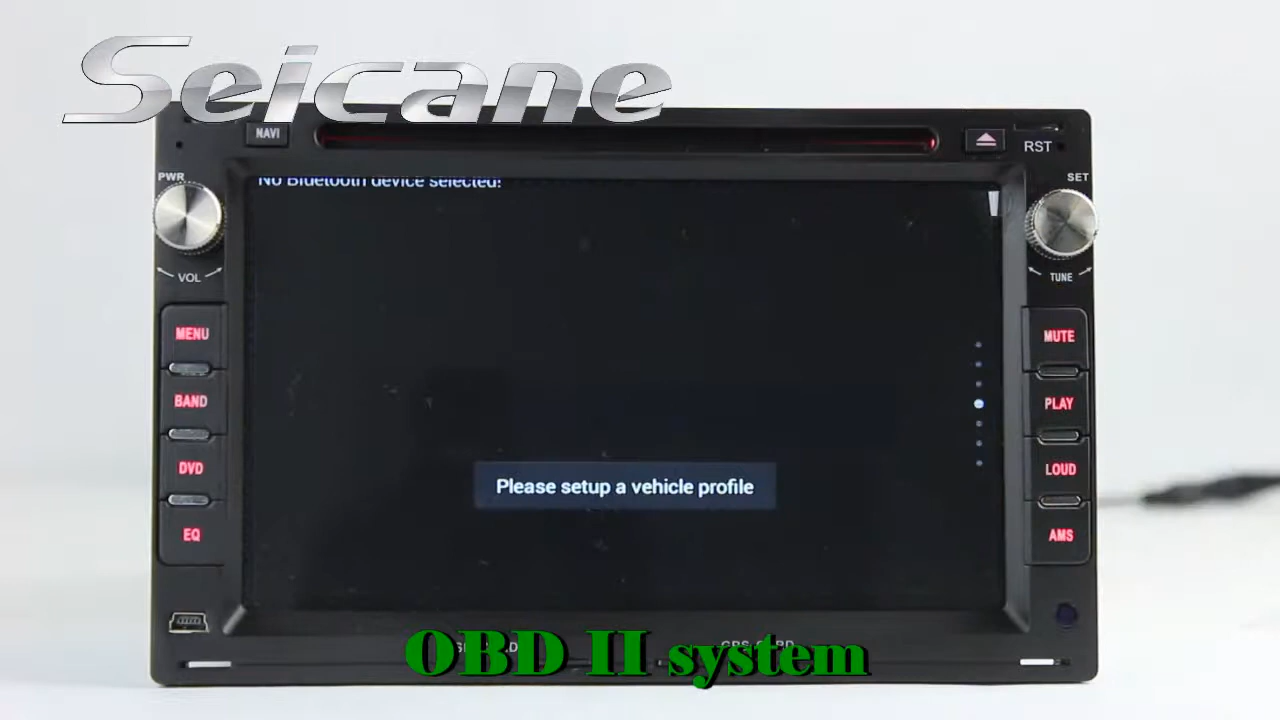 Seicane
NAVI
RST
PWR
SET
No Bluetooth device selected!
VOL
TUNE
MENU
MUTE
BAND
PLAY
Please setup a vehicle profile
DVD
LOUD
EQ
AMS
OBD II system